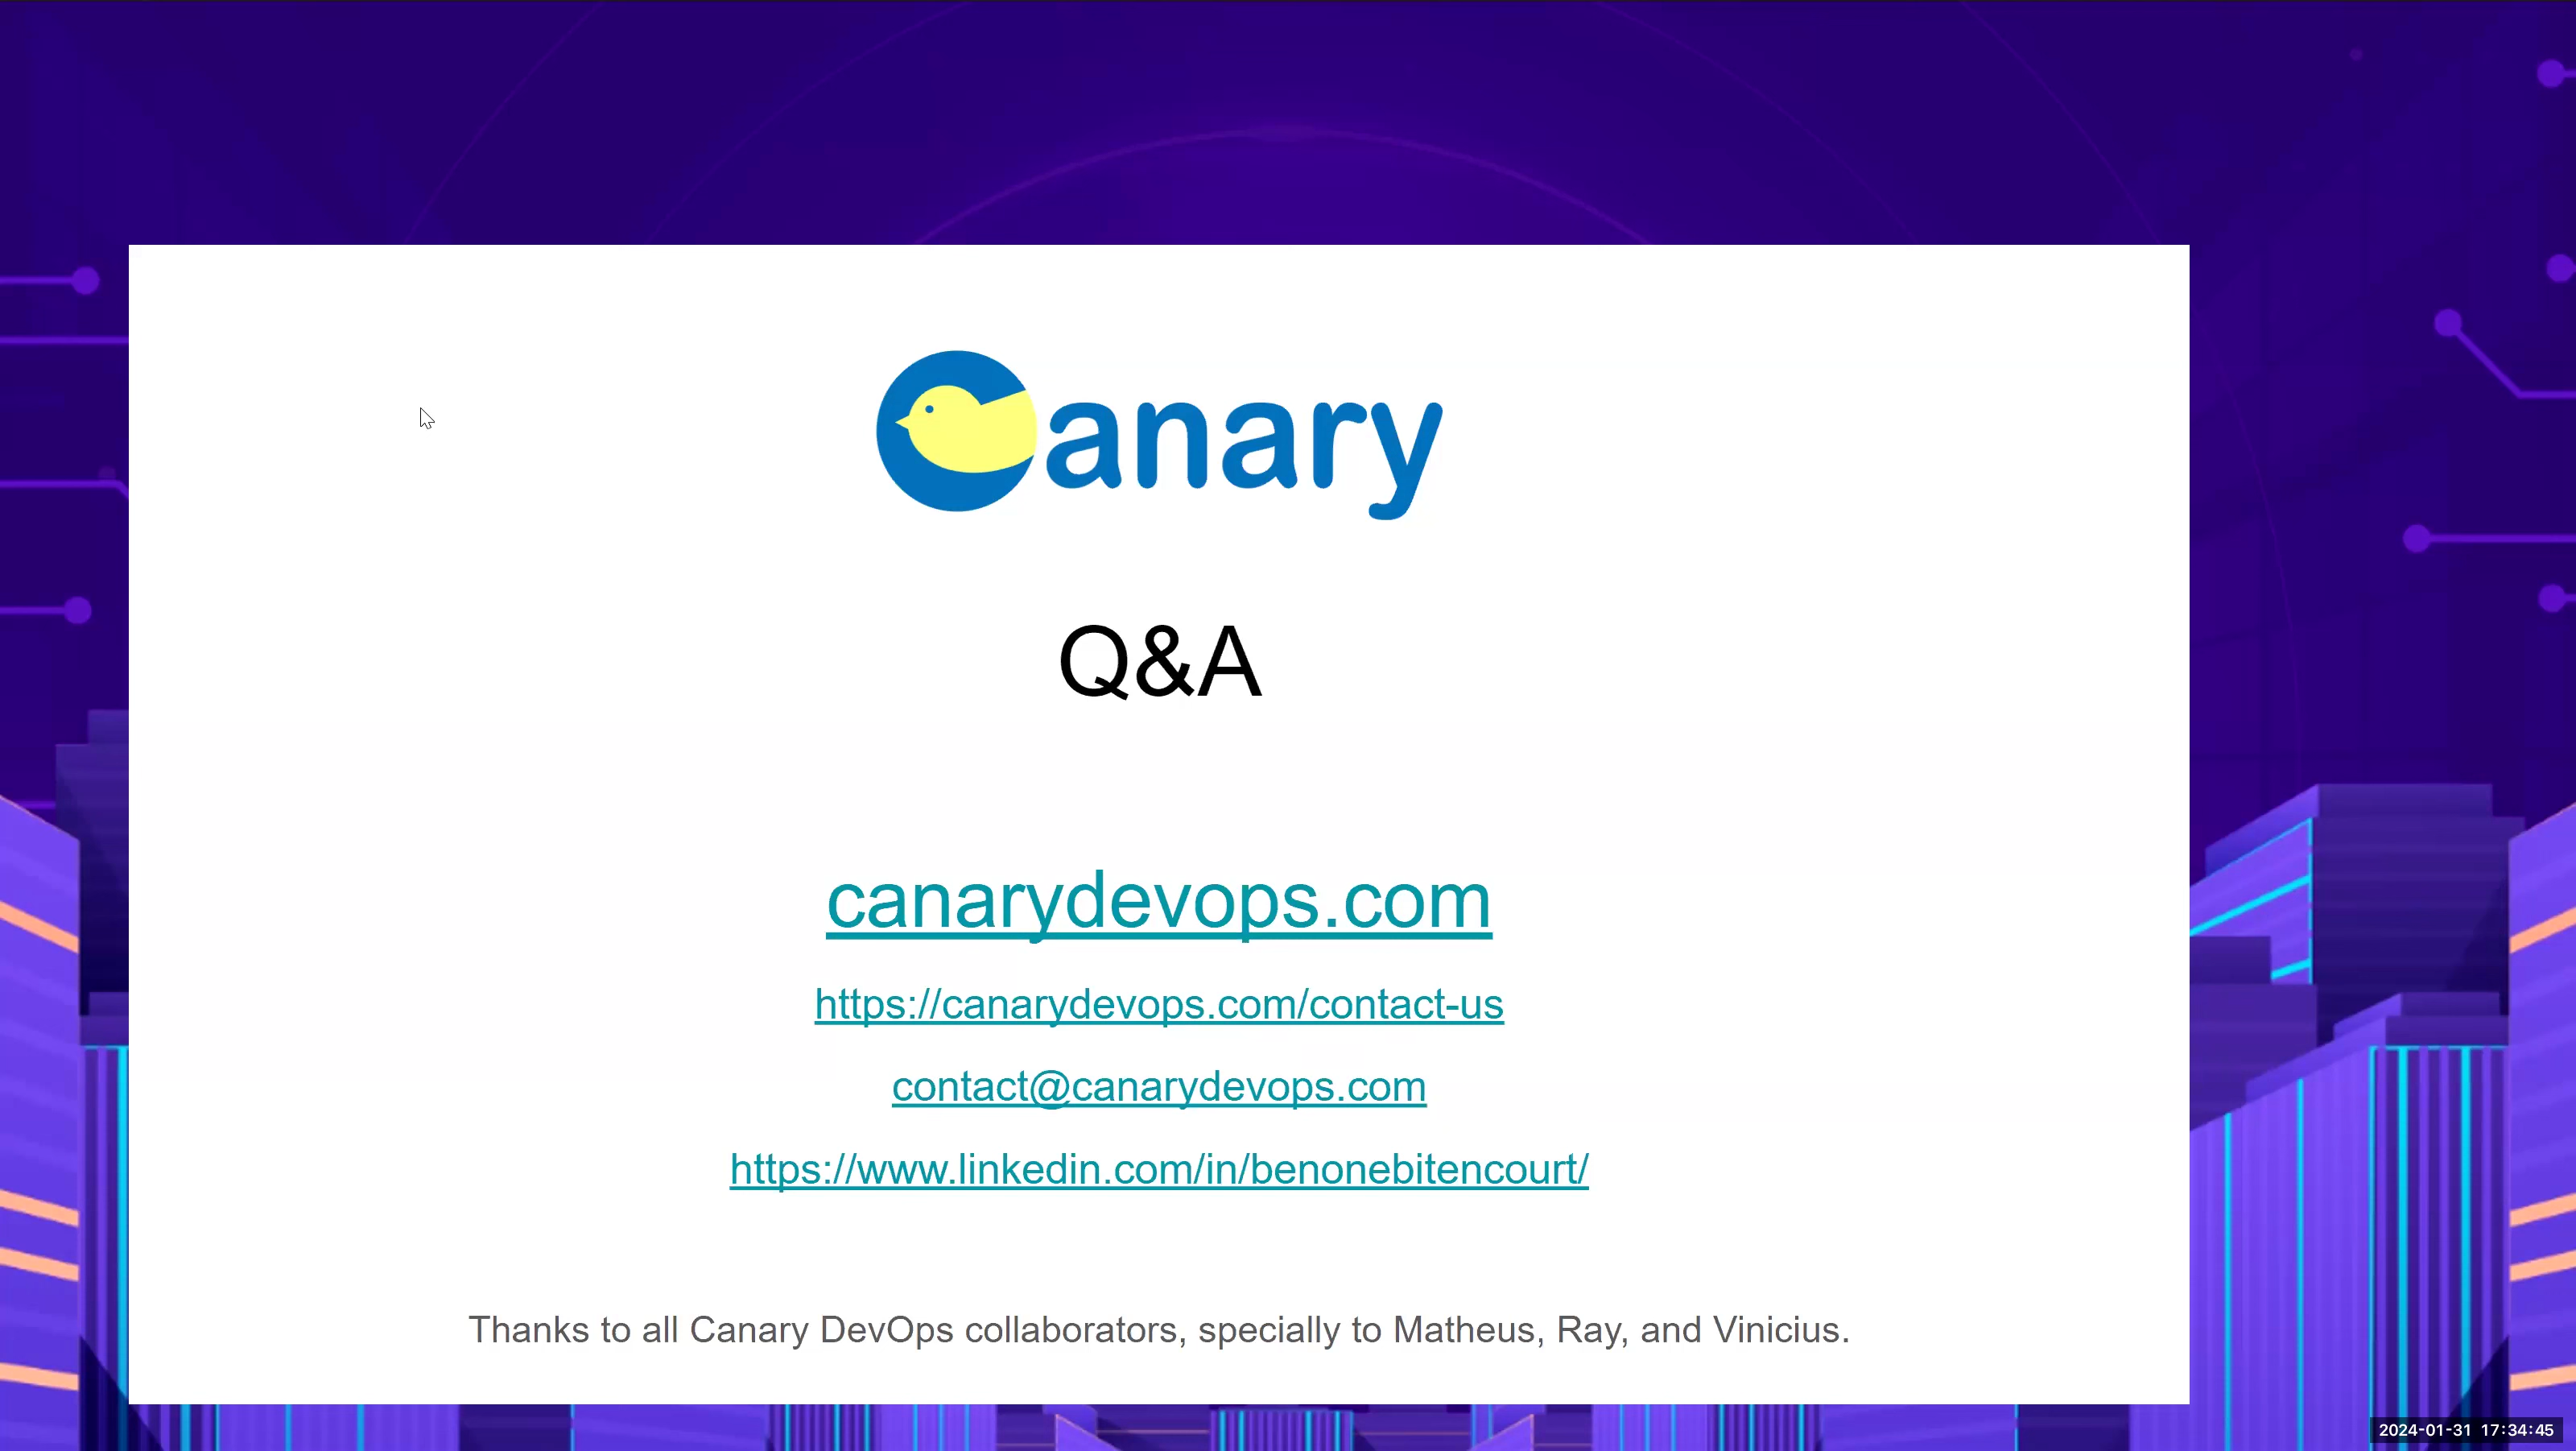 Canary
Q&A
canarydevops.com
https://canarydevops.com/contact-us
contact@canarydevops.com
https://www.linkedin.com/in/benonebitencourt/
Thanks to all Canary DevOps collaborators, specially to Matheus, Ray, and Vinicius.
2024-01-31 17:34:45